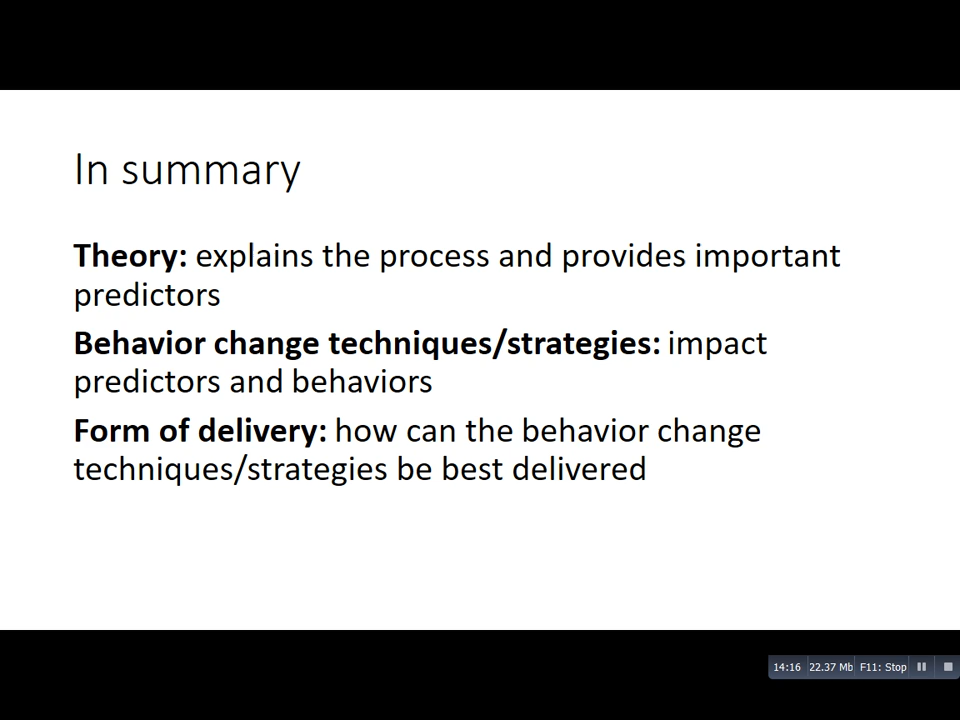 In summary
Theory: explains the process and provides important
predictors
Behavior change techniques/strategies: impact
predictors and behaviors
Form of delivery: how can the behavior change
techniques/strategies be best delivered
14:16 22.37 Mb F11: Stop